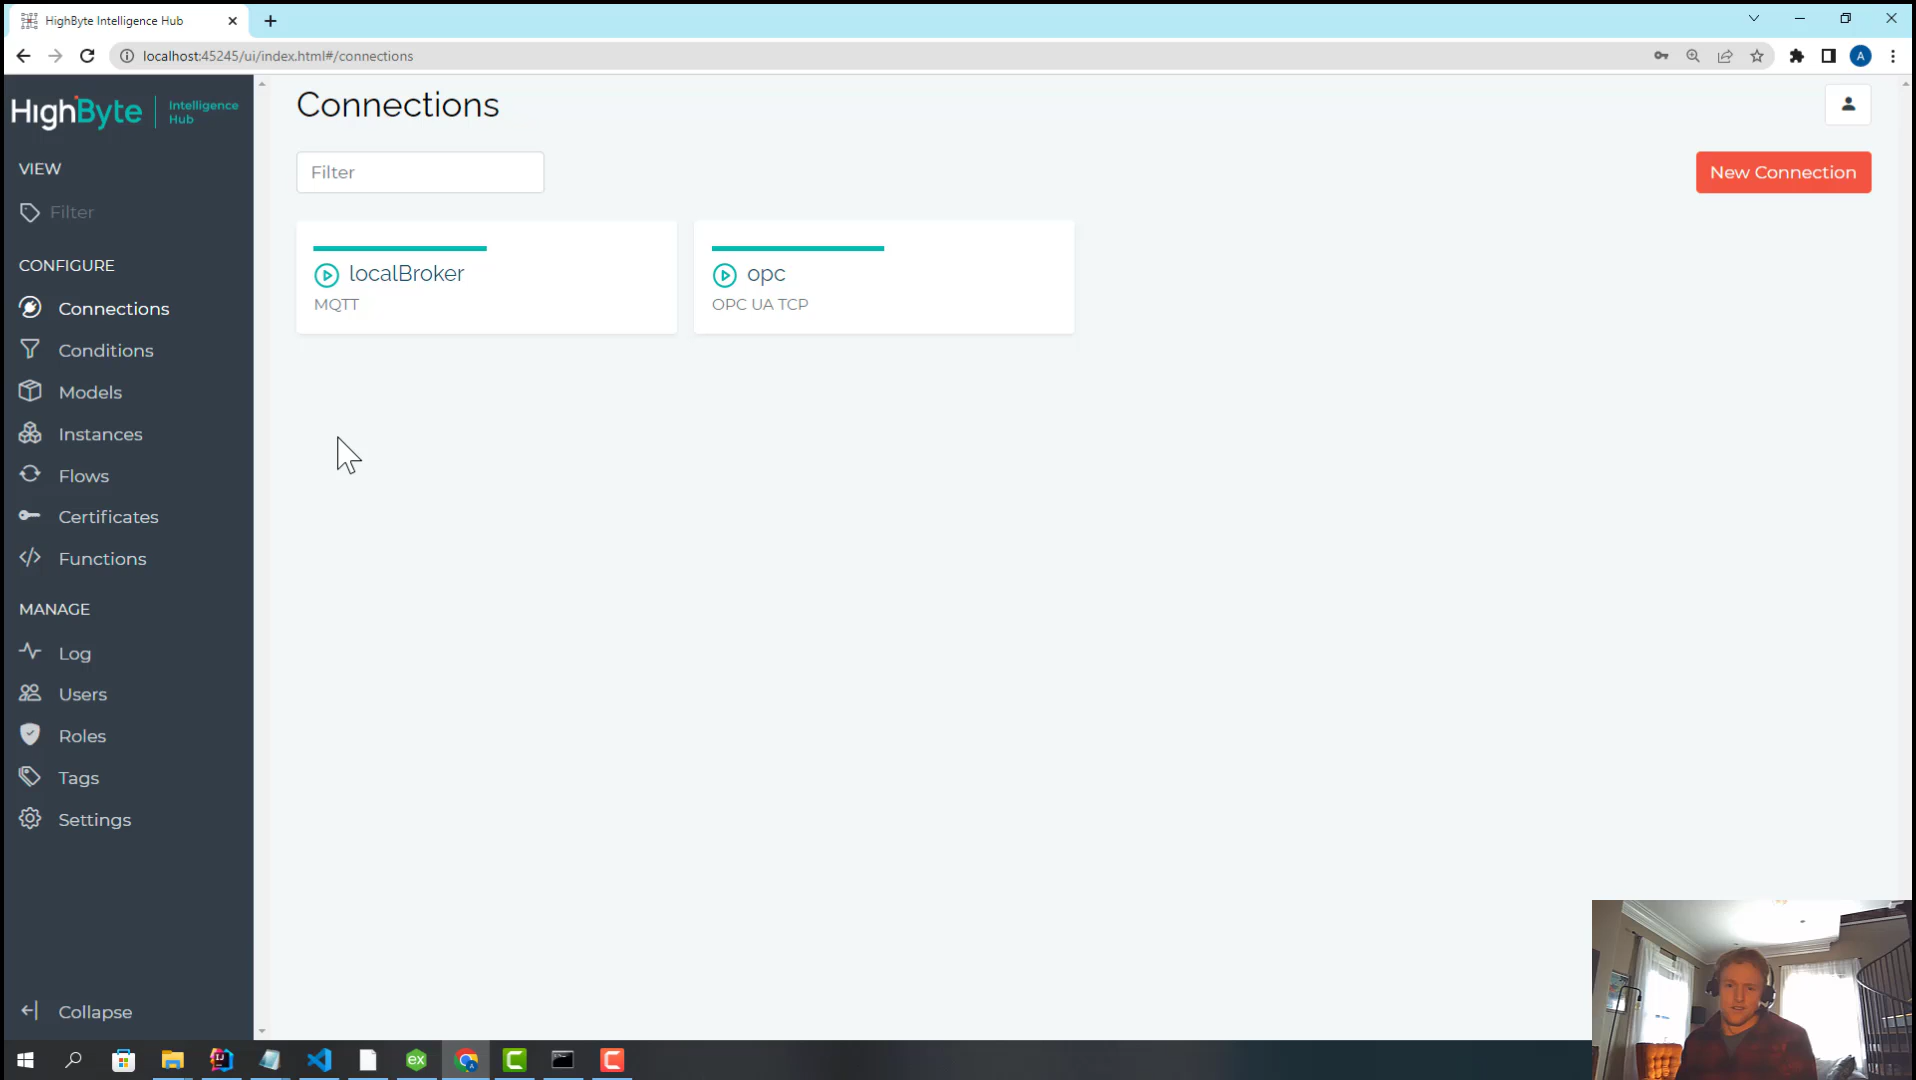 HighByte Intelligence Hub
localhost:45245/ui/index.html#/connections
A
HighByte
Intelligence
Hub
VIEW
Filter
CONFIGURE
Connections
Conditions
Models
Instances
Flows
Certificates
Functions
MANAGE
Log
Users
Roles
Tags
Settings
Collapse
Connections
Filter
New Connection
localBroker
MQTT
opc
OPC UA TCP
IJ
ex
A
C
C